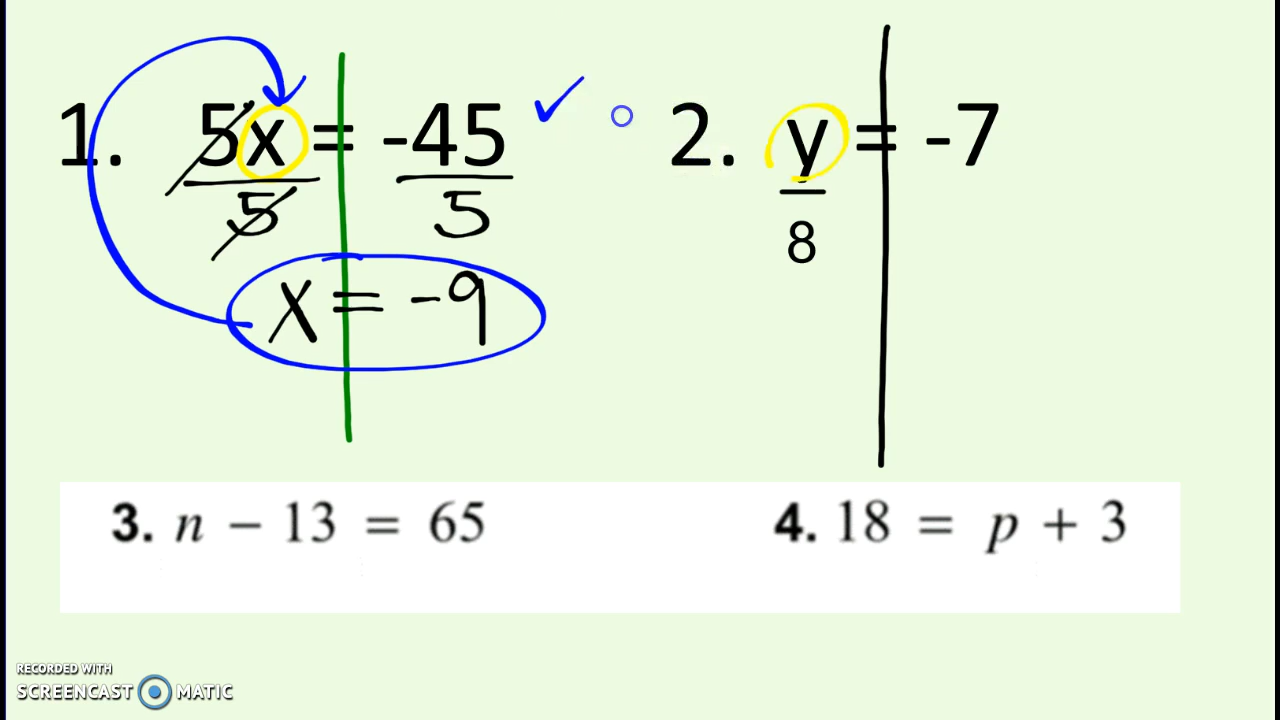 1. 5x = -45
5 5
x = -9
2. y = -7
8
3. n − 13 = 65
4. 18 = p + 3
RECORDED WITH
SCREENCAST MATIC